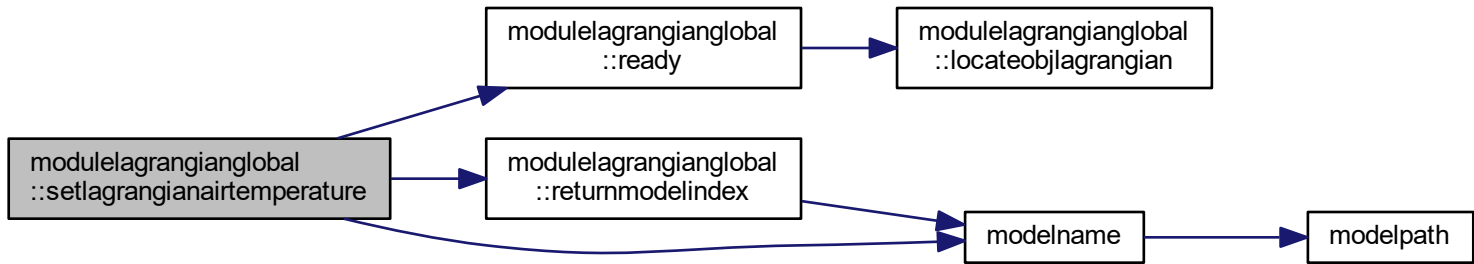 modulelagrangianglobal
::ready
modulelagrangianglobal
::locateobjlagrangian
modulelagrangianglobal
::setlagrangianairtemperature
modulelagrangianglobal
::returnmodelindex
modelname
modelpath